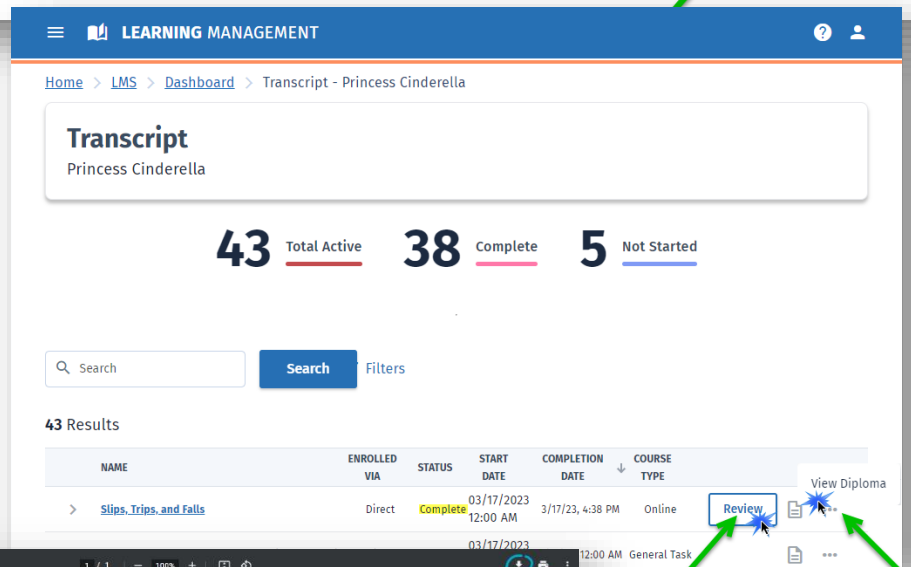 LEARNING MANAGEMENT
Home > LMS > Dashboard > Transcript - Princess Cinderella
Transcript
Princess Cinderella
43 Total Active 38 Complete 5 Not Started
Search Search Filters
43 Results
NAME ENROLLED VIA STATUS START DATE COMPLETION DATE COURSE TYPE
View Diploma
Slips, Trips, and Falls Direct Complete 03/17/2023 12:00 AM 3/17/23, 4:38 PM Online Review
03/17/2023 12:00 AM General Task
1 / 1 − 100% +